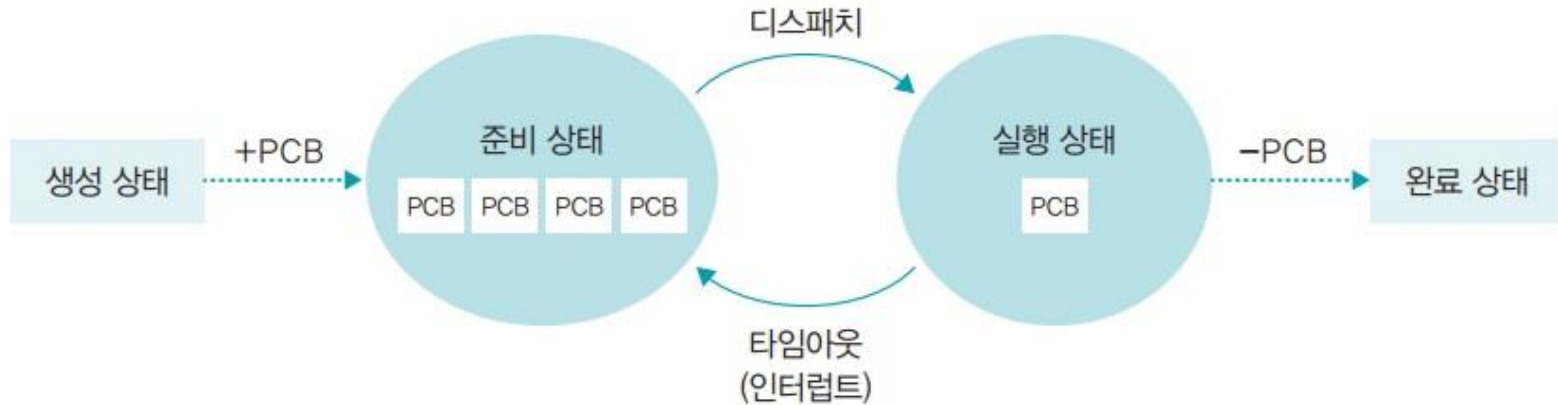 디스패치
생성 상태
+PCB
준비 상태
PCB PCB PCB PCB
실행 상태
PCB
−PCB
완료 상태
타임아웃
(인터럽트)